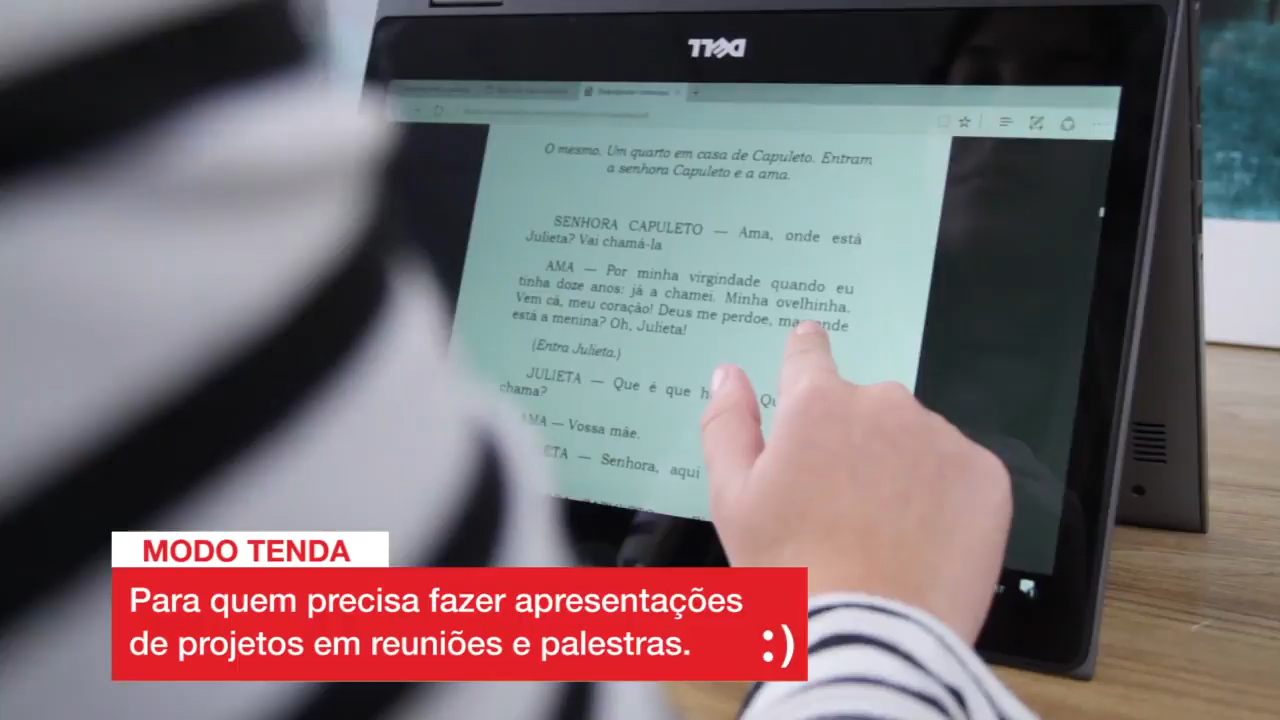 DELL
O mesmo. Um quarto em casa de Capuleto. Entram
a senhora Capuleto e a ama.
SENHORA CAPULETO — Ama, onde está
Julieta? Vai chamá-la
AMA — Por minha virgindade quando eu
tinha doze anos: já a chamei. Minha ovelhinha.
Vem cá, meu coração! Deus me perdoe,
está a menina? Oh, Julieta!
(Entra Julieta.)
JULIETA — Que é que
chama?
AMA — Vossa mãe.
— Senhora, aqui
MODO TENDA
Para quem precisa fazer apresentações
de projetos em reuniões e palestras.
:)